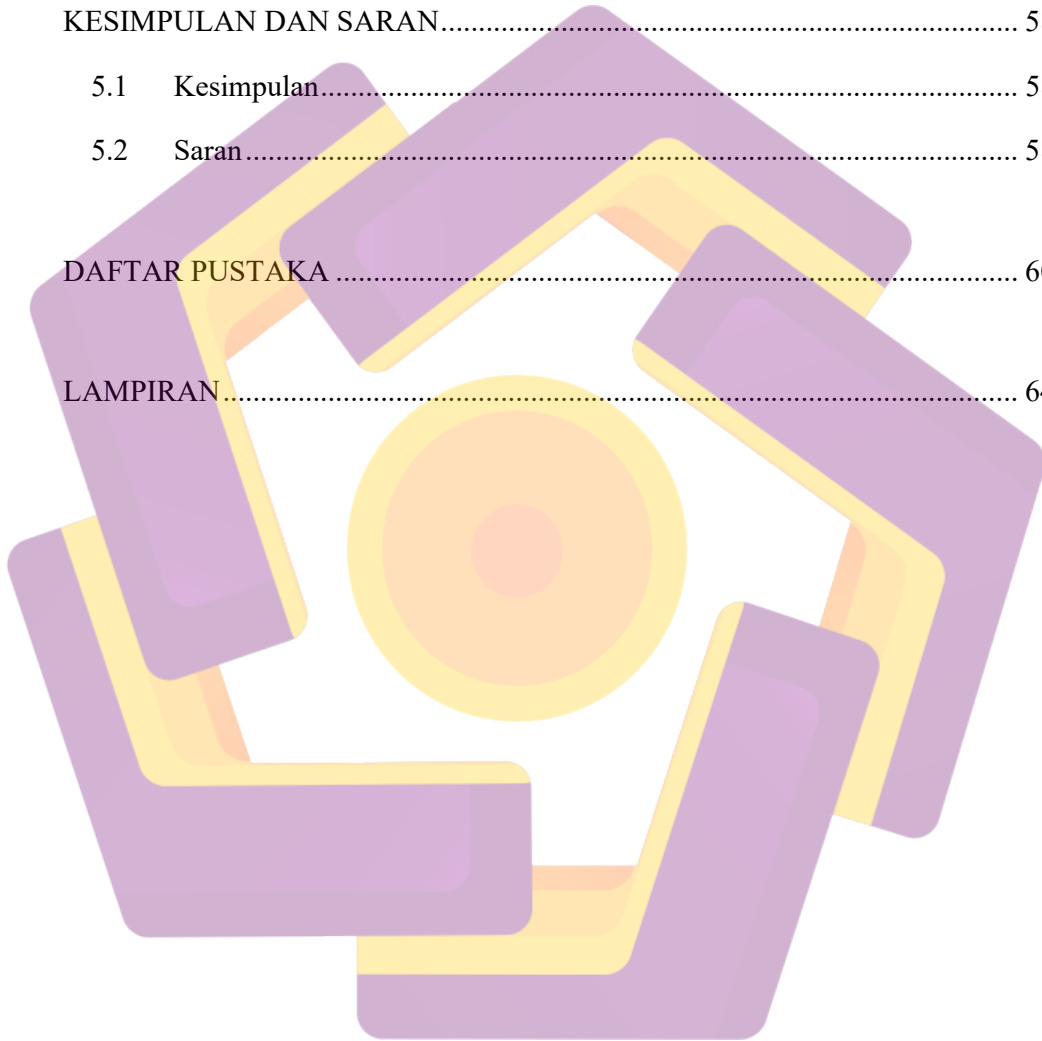 KESIMPULAN DAN SARAN.......................................................................... 5
5.1 Kesimpulan........................................................................................... 5
5.2 Saran..................................................................................................... 5
DAFTAR PUSTAKA ........................................................................................ 6
LAMPIRAN...................................................................................................... 6